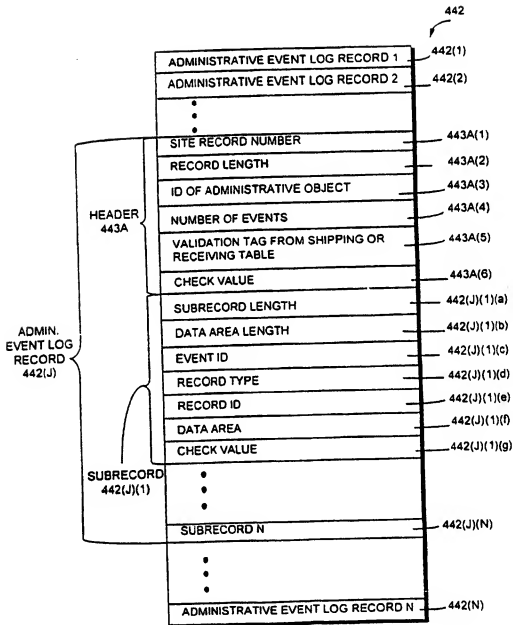 442
ADMINISTRATIVE EVENT LOG RECORD 1 442(1)
ADMINISTRATIVE EVENT LOG RECORD 2 442(2)
SITE RECORD NUMBER 443A(1)
RECORD LENGTH 443A(2)
ID OF ADMINISTRATIVE OBJECT 443A(3)
HEADER
443A
NUMBER OF EVENTS 443A(4)
VALIDATION TAG FROM SHIPPING OR
RECEIVING TABLE
443A(5)
CHECK VALUE 443A(6)
SUBRECORD LENGTH 442(J)(1)(a)
DATA AREA LENGTH 442(J)(1)(b)
ADMIN.
EVENT LOG
RECORD
442(J)
EVENT ID 442(J)(1)(c)
RECORD TYPE 442(J)(1)(d)
RECORD ID 442(J)(1)(e)
DATA AREA 442(J)(1)(f)
CHECK VALUE 442(J)(1)(g)
SUBRECORD
442(J)(1)
SUBRECORD N 442(J)(N)
ADMINISTRATIVE EVENT LOG RECORD N 442(N)